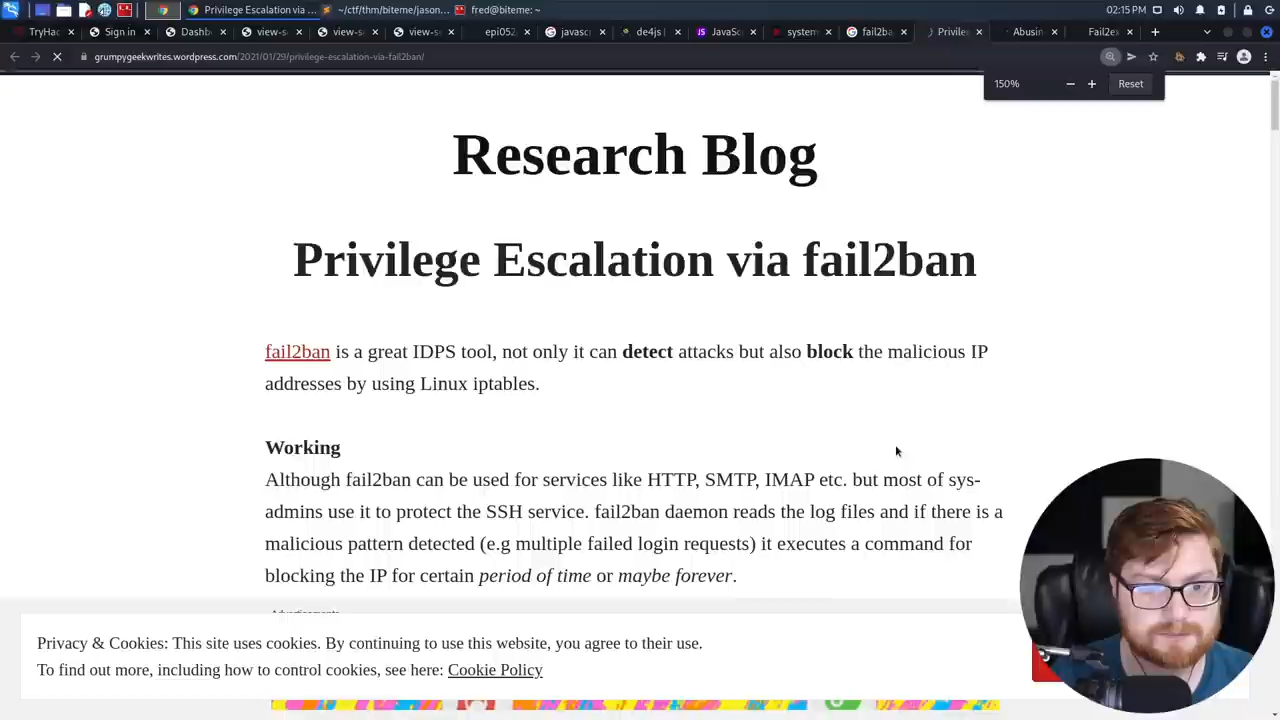 Privilege Escalation via ...
~/ctf/thm/biteme/jason...
fred@biteme: ~
02:15 PM
TryHac
Sign in
Dashb
view-s
view-s
view-s
epi052
javasc
de4js |
JavaSc
system
fail2ba
Privile
Abusin
Fail2ex
grumpygeekwrites.wordpress.com/2021/01/29/privilege-escalation-via-fail2ban/
150%
Reset
Research Blog
Privilege Escalation via fail2ban
fail2ban is a great IDPS tool, not only it can detect attacks but also block the malicious IP
addresses by using Linux iptables.
Working
Although fail2ban can be used for services like HTTP, SMTP, IMAP etc. but most of sys-
admins use it to protect the SSH service. fail2ban daemon reads the log files and if there is a
malicious pattern detected (e.g multiple failed login requests) it executes a command for
blocking the IP for certain period of time or maybe forever.
Advertisements
Privacy & Cookies: This site uses cookies. By continuing to use this website, you agree to their use.
To find out more, including how to control cookies, see here: Cookie Policy